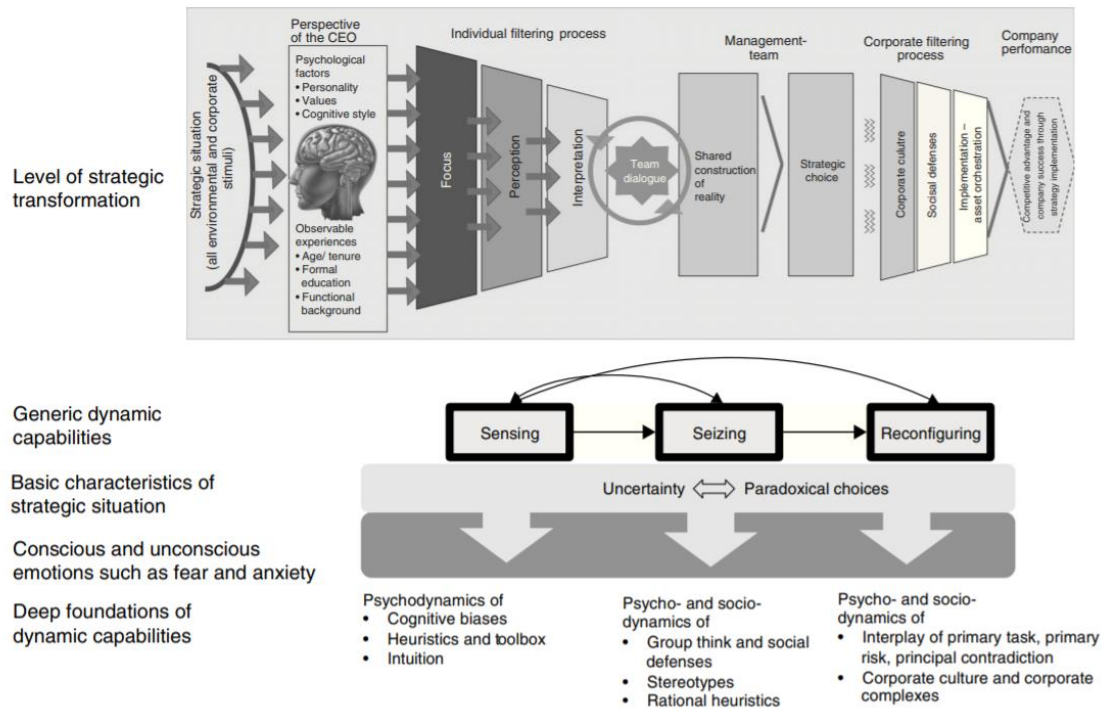 Perspective
of the CEO
Individual filtering process
Management-
team
Corporate filtering
process
Company
perfomance
Level of strategic
transformation
Strategic situation
(all environmental and corporate
stimuli)
Psychological
factors
• Personality
• Values
• Cognitive style
Observable
experiences
• Age/ tenure
• Formal
education
• Functional
background
Focus
Perception
Interpretation
Team
dialogue
Shared
construction
of
reality
Strategic
choice
Corporate culutre
Socisal defenses
Implementation –
asset orchestration
Competitive advantage and
company success through
strategy implementation
Generic dynamic
capabilities
Sensing
Seizing
Reconfiguring
Basic characteristics of
strategic situation
Uncertainty
Paradoxical choices
Conscious and unconscious
emotions such as fear and anxiety
Deep foundations of
dynamic capabilities
Psychodynamics of
• Cognitive biases
• Heuristics and toolbox
• Intuition
Psycho- and socio-
dynamics of
• Group think and social
defenses
• Stereotypes
• Rational heuristics
Psycho- and socio-
dynamics of
• Interplay of primary task, primary
risk, principal contradiction
• Corporate culture and corporate
complexes